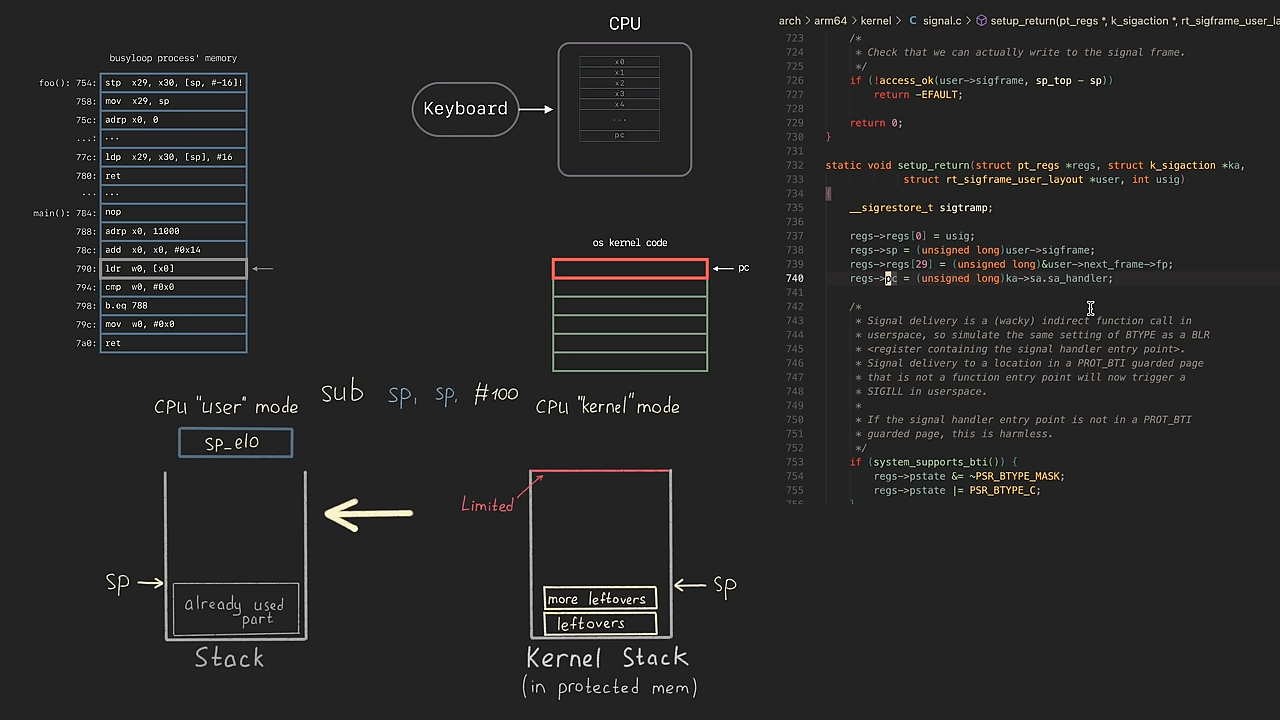 CPU
busyloop process' memory
foo(): 754: stp x29, x30, [sp, #-16]!
758: mov x29, sp
75c: adrp x0, 0
...: ...
77c: ldp x29, x30, [sp], #16
780: ret
... ...
main(): 784: nop
788: adrp x0, 11000
78c: add x0, x0, #0x14
790: ldr w0, [x0]
794: cmp w0, #0x0
798: b.eq 788
79c: mov w0, #0x0
7a0: ret
Keyboard
x0
x1
x2
x3
x4
...
pc
os kernel code
pc
sub sp, sp, #100
CPU "user" mode
CPU "kernel" mode
sp_el0
Limited
SP
already used
part
Stack
more leftovers
leftovers
SP
Kernel Stack
(in protected mem)
arch > arm64 > kernel > C signal.c > setup_return(pt_regs *, k_sigaction *, rt_sigframe_user_la
723 /*
724 * Check that we can actually write to the signal frame.
725 */
726 if (!access_ok(user->sigframe, sp_top - sp))
727 return -EFAULT;
728
729 return 0;
730 }
731
732 static void setup_return(struct pt_regs *regs, struct k_sigaction *ka,
733 struct rt_sigframe_user_layout *user, int usig)
734 {
735 __sigrestore_t sigtramp;
736
737 regs->regs[0] = usig;
738 regs->sp = (unsigned long)user->sigframe;
739 regs->regs[29] = (unsigned long)&user->next_frame->fp;
740 regs->pc = (unsigned long)ka->sa.sa_handler;
741
742 /*
743 * Signal delivery is a (wacky) indirect function call in
744 * userspace, so simulate the same setting of BTYPE as a BLR
745 * <register containing the signal handler entry point>.
746 * Signal delivery to a location in a PROT_BTI guarded page
747 * that is not a function entry point will now trigger a
748 * SIGILL in userspace.
749 *
750 * If the signal handler entry point is not in a PROT_BTI
751 * guarded page, this is harmless.
752 */
753 if (system_supports_bti()) {
754 regs->pstate &= ~PSR_BTYPE_MASK;
755 regs->pstate |= PSR_BTYPE_C;